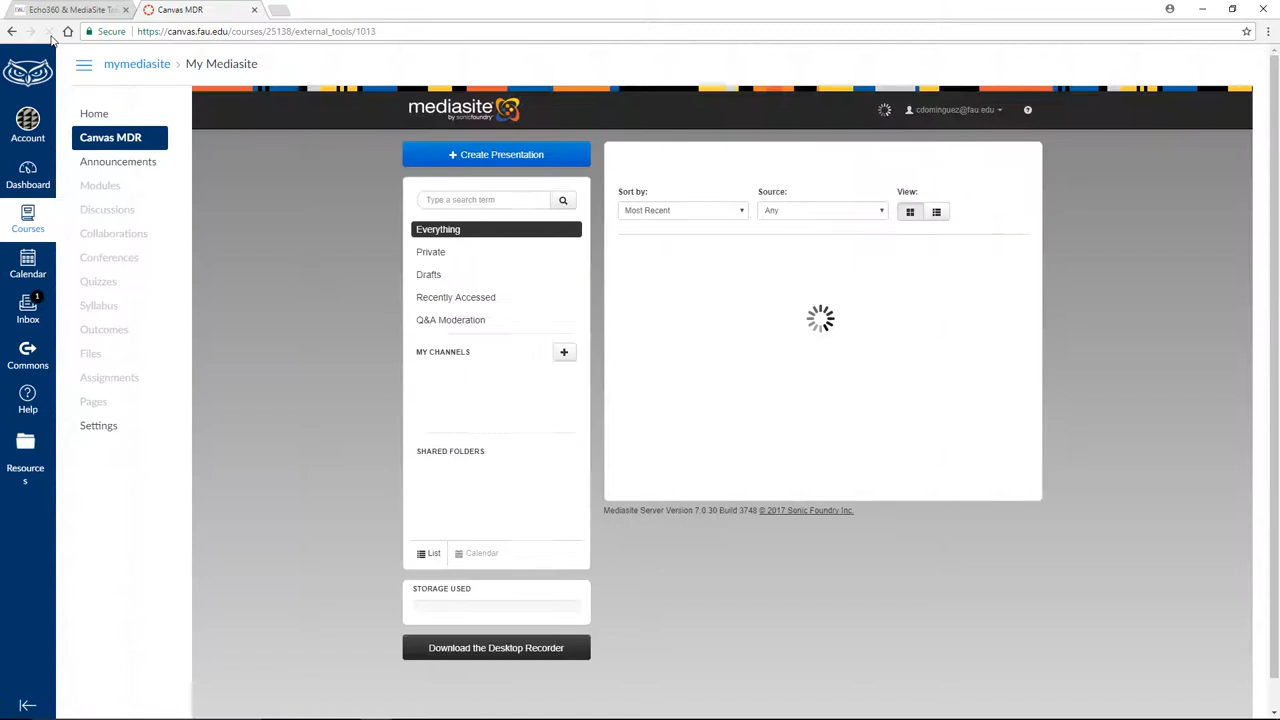 Echo360 & MediaSite To
Canvas MDR
Secure
https://canvas.fau.edu/courses/25138/external_tools/1013
mymediasite > My Mediasite
Account
Dashboard
Courses
Calendar
1
Inbox
Commons
Help
Resource
s
Home
Canvas MDR
Announcements
Modules
Discussions
Collaborations
Conferences
Quizzes
Syllabus
Outcomes
Files
Assignments
Pages
Settings
mediasite
by sonicfoundry
cdominguez@fau.edu
+ Create Presentation
Type a search term
Everything
Private
Drafts
Recently Accessed
Q&A Moderation
MY CHANNELS
SHARED FOLDERS
List Calendar
STORAGE USED
Download the Desktop Recorder
Sort by: Source: View:
Most Recent Any
Mediasite Server Version 7.0.30 Build 3748 © 2017 Sonic Foundry Inc.